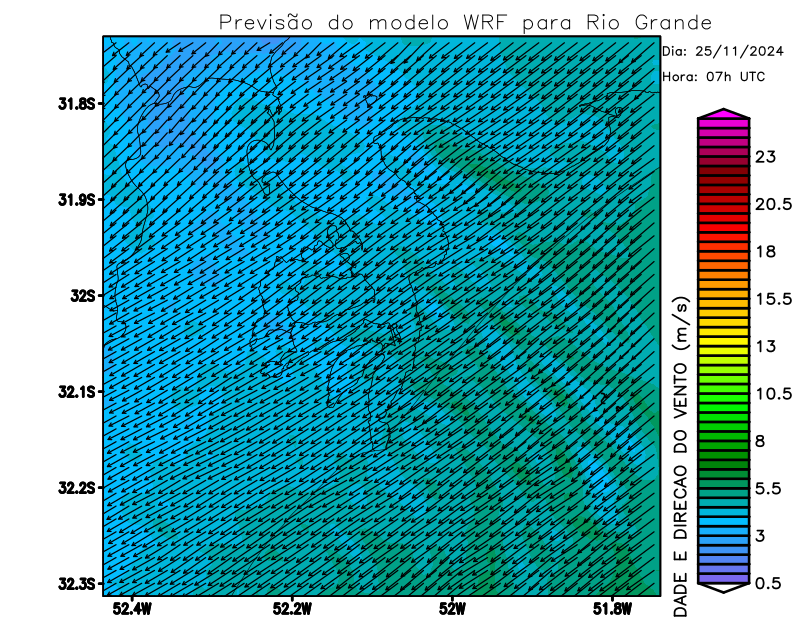 Previsão do modelo WRF para Rio Grande
Dia: 25/11/2024
Hora: 07h UTC
31.8S
31.9S
32S
32.1S
32.2S
32.3S
52.4W
52.2W
52W
51.8W
23
20.5
18
15.5
13
10.5
8
5.5
3
0.5
DADE E DIRECAO DO VENTO (m/s)